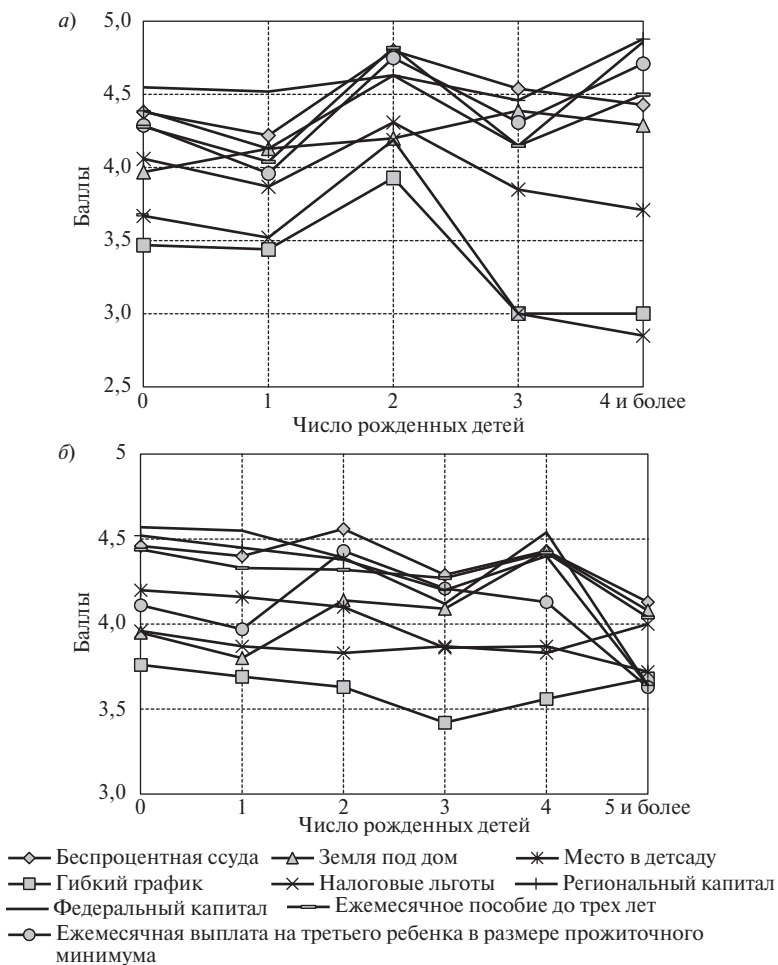 а)
5,0
4,5
4,0
3,5
3,0
2,5
Баллы
0 1 2 3 4 и более
Число рожденных детей
б)
5
4,5
4,0
3,5
3,0
Баллы
0 1 2 3 4 5 и более
Число рожденных детей
Беспроцентная ссуда Земля под дом Место в детсаду
Гибкий график Налоговые льготы Региональный капитал
Федеральный капитал Ежемесячное пособие до трех лет
Ежемесячная выплата на третьего ребенка в размере прожиточного
минимума